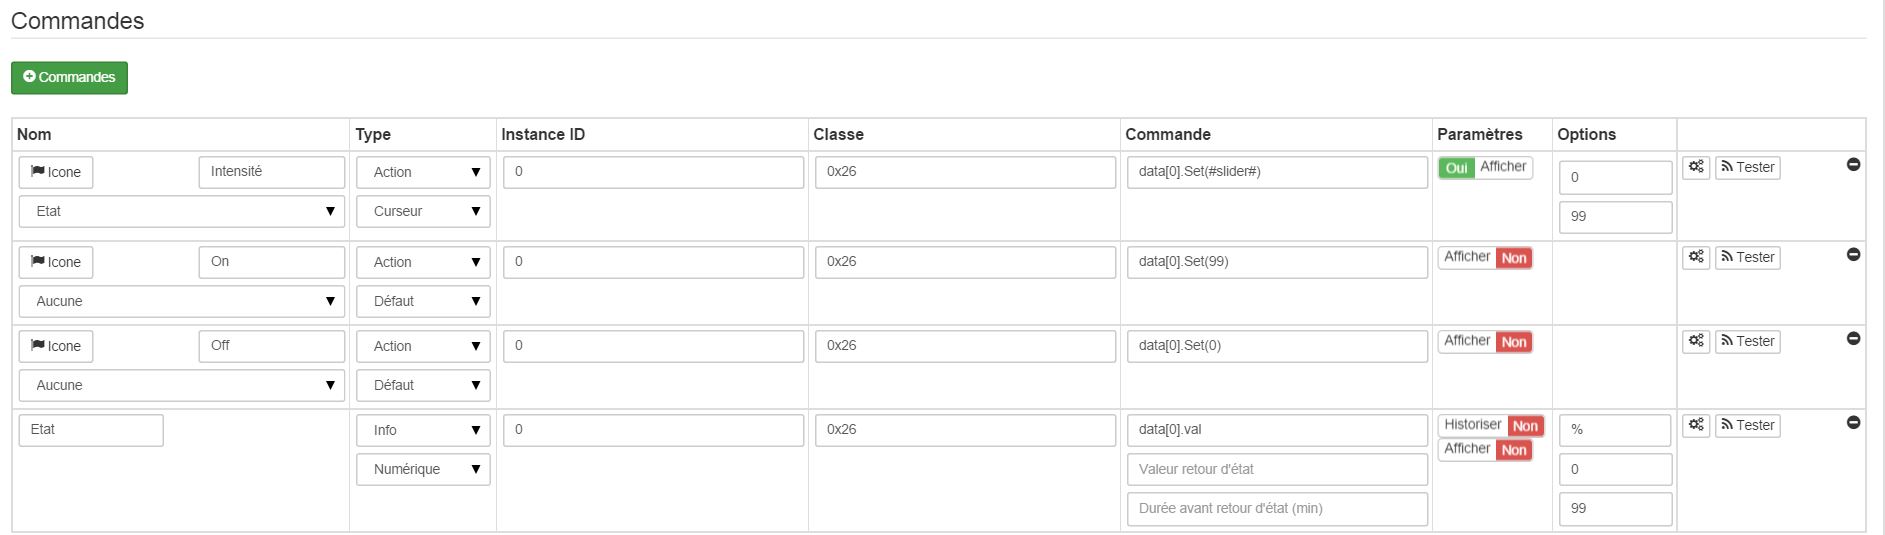 Commandes
Commandes
Nom Type Instance ID Classe Commande Paramètres Options
Icone Intensité Action 0 0x26 data[0].Set(#slider#) Oui Afficher 0 Tester
Etat Curseur 99
Icone On Action 0 0x26 data[0].Set(99) Afficher Non Tester
Aucune Défaut
Icone Off Action 0 0x26 data[0].Set(0) Afficher Non Tester
Aucune Défaut
Etat Info 0 0x26 data[0].val Historiser Non % Tester
Afficher Non
Numérique Valeur retour d'état 0
Durée avant retour d'état (min) 99